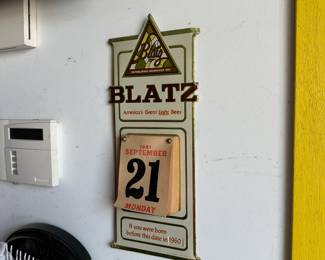 Blatz
BLATZ
America's Great Light Beer
1981
SEPTEMBER
21
MONDAY
If you were born
before this date in 1960